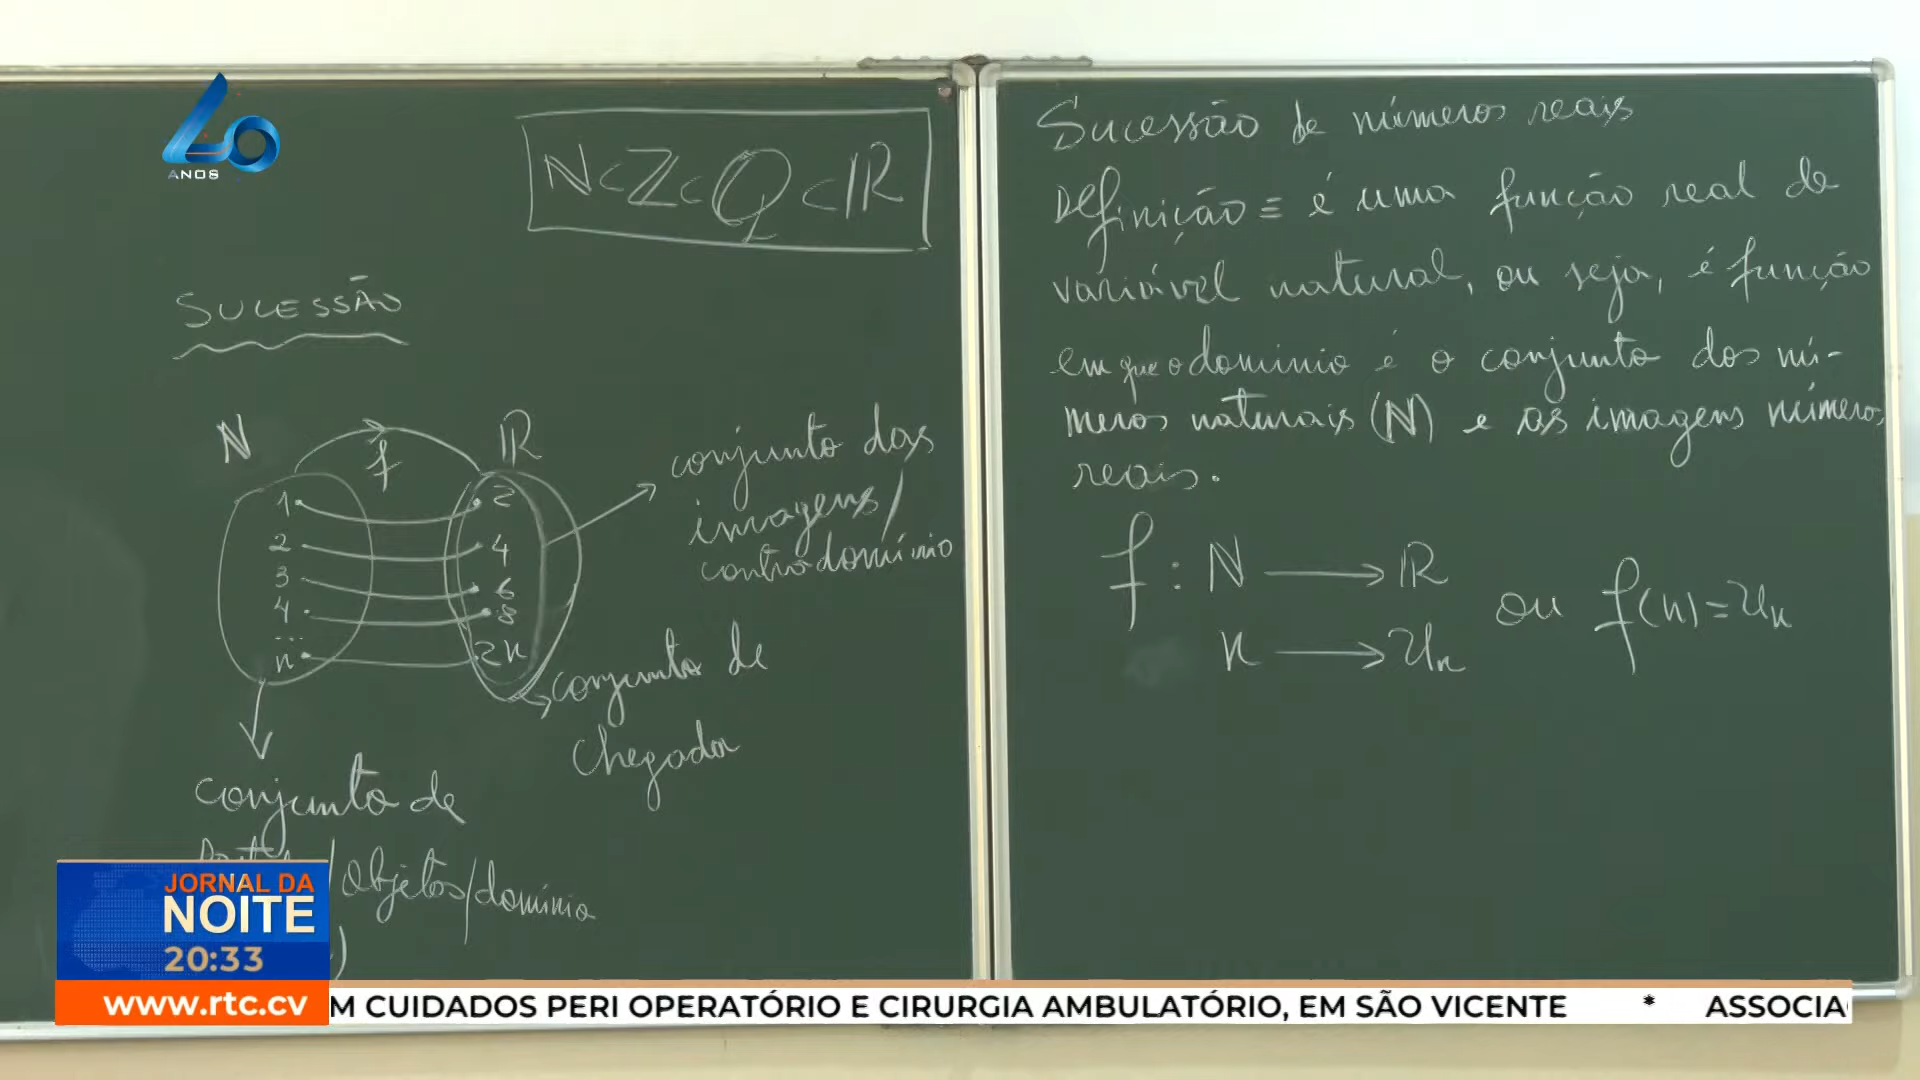 40
ANOS
N⊂Z⊂Q⊂IR
SUCESSÃO
N
f
IR
1
2
3
4
...
n
2
4
6
8
2n
conjunto das
imagens/
contradomínio
conjunto de
chegada
conjunto de
/objetos/domínio
)
Sucessão de números reais
Definição ≡ é uma função real de
variável natural, ou seja, é função
em que o domínio é o conjunto dos nú-
meros naturais (N) e as imagens números
reais.
f : N ⟶ IR
n ⟶ Un ou f(n) = Un
JORNAL DA
NOITE
20:33
www.rtc.cv
M CUIDADOS PERI OPERATÓRIO E CIRURGIA AMBULATÓRIO, EM SÃO VICENTE * ASSOCIA